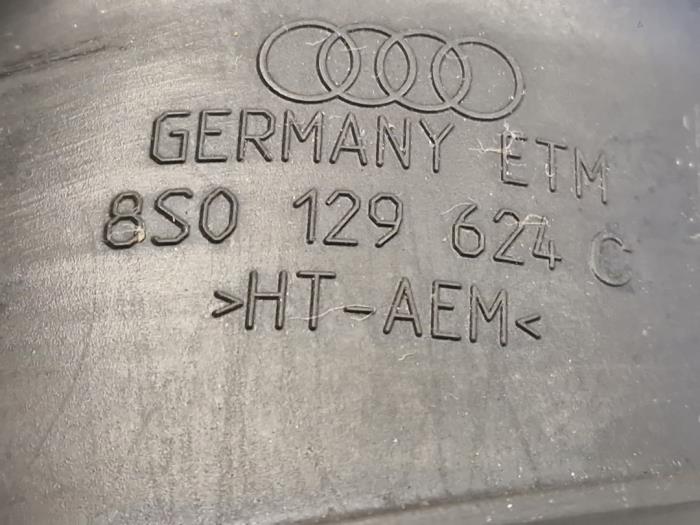 GERMANY ETM
8S0 129 624 C
>HT-AEM<